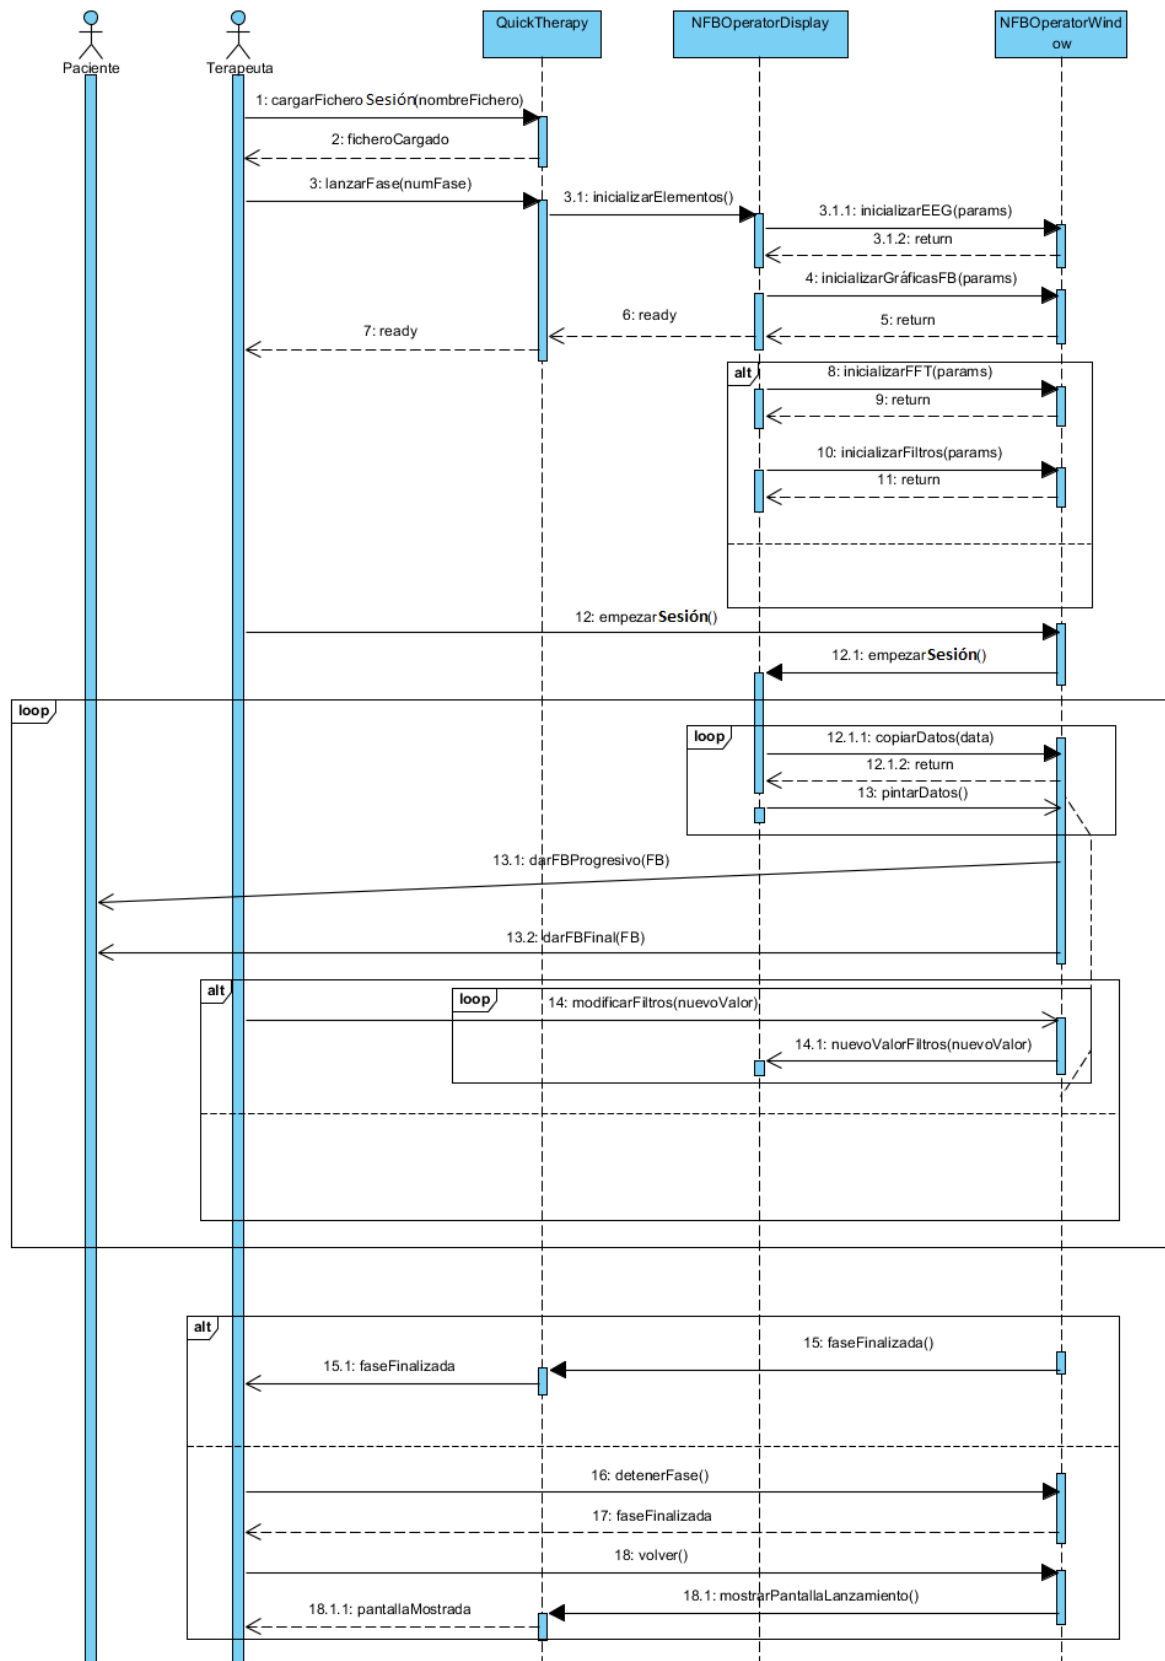 Paciente
Terapeuta
QuickTherapy
NFBOperatorDisplay
NFBOperatorWind
ow
1: cargarFichero Sesión(nombreFichero)
2: ficheroCargado
3: lanzarFase(numFase)
3.1: inicializarElementos()
3.1.1: inicializarEEG(params)
3.1.2: return
4: inicializarGráficasFB(params)
5: return
6: ready
7: ready
alt
8: inicializarFFT(params)
9: return
10: inicializarFiltros(params)
11: return
12: empezarSesión()
12.1: empezarSesión()
loop
loop
12.1.1: copiarDatos(data)
12.1.2: return
13: pintarDatos()
13.1: darFBProgresivo(FB)
13.2: darFBFinal(FB)
alt
loop
14: modificarFiltros(nuevoValor)
14.1: nuevoValorFiltros(nuevoValor)
alt
15: faseFinalizada()
15.1: faseFinalizada
16: detenerFase()
17: faseFinalizada
18: volver()
18.1: mostrarPantallaLanzamiento()
18.1.1: pantallaMostrada